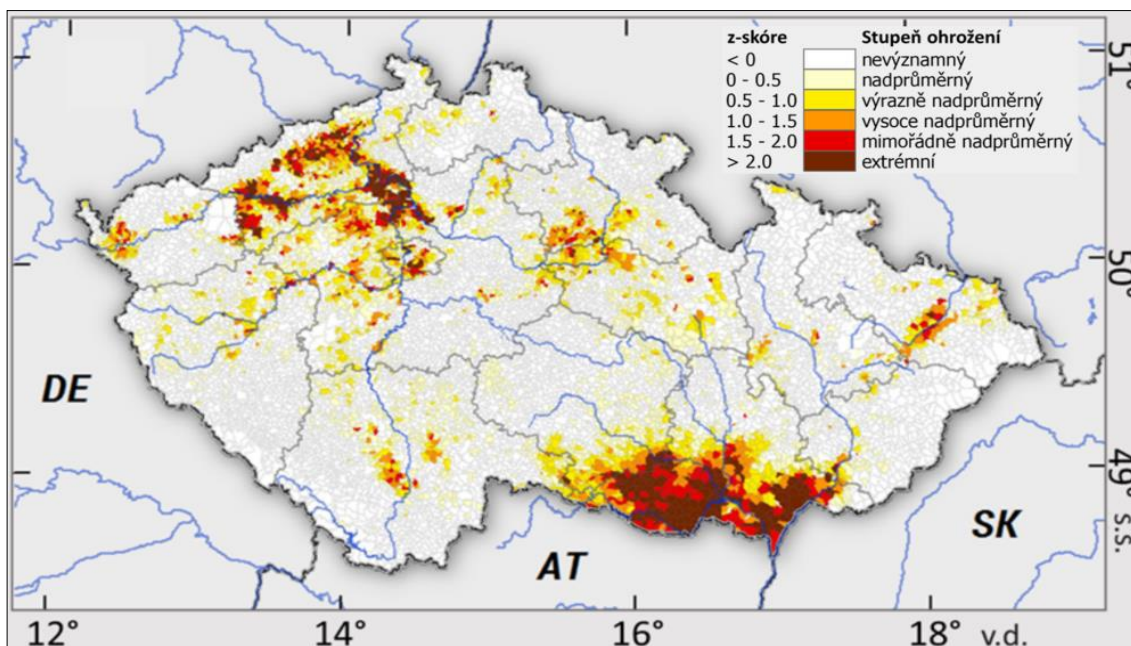 z-skóre Stupeň ohrožení
< 0 nevýznamný
0 - 0.5 nadprůměrný
0.5 - 1.0 výrazně nadprůměrný
1.0 - 1.5 vysoce nadprůměrný
1.5 - 2.0 mimořádně nadprůměrný
> 2.0 extrémní
51°
50°
49° s.š.
DE
AT
SK
12° 14° 16° 18° v.d.